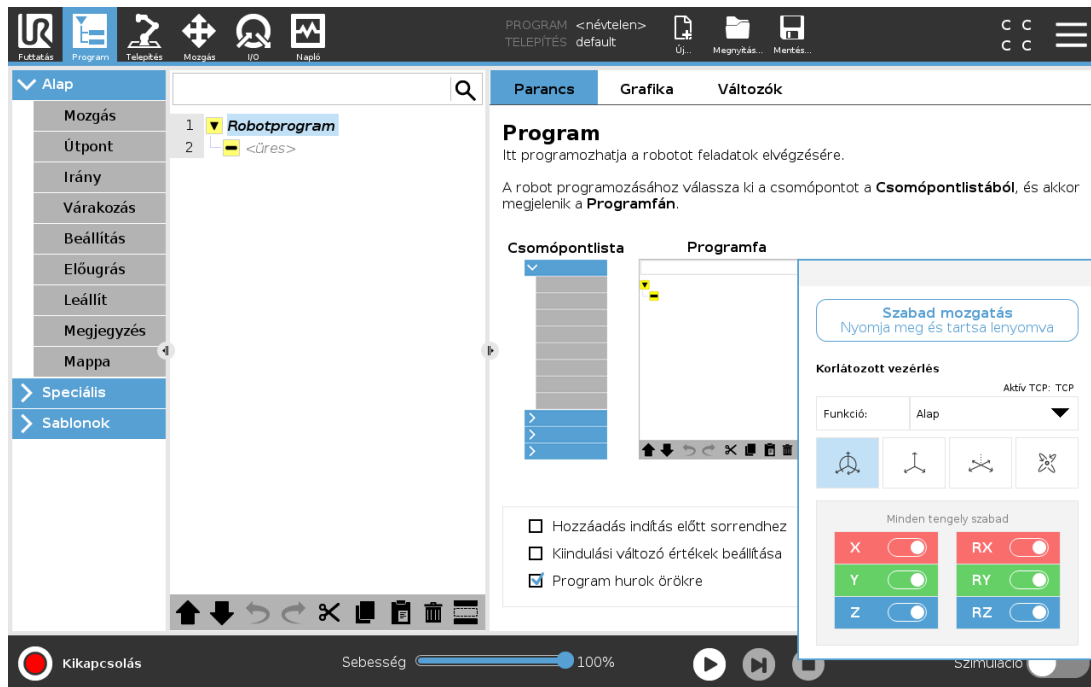 UR
PROGRAM <névtelen>
TELEPÍTÉS default
C C
C C
Futtatás Program Telepítés Mozgás I/O Napló Új... Megnyitás... Mentés...
Alap
Mozgás
Útpont
Irány
Várakozás
Beállítás
Előugrás
Leállít
Megjegyzés
Mappa
Speciális
Sablonok
1 Robotprogram
2 <üres>
Parancs Grafika Változók
Program
Itt programozhatja a robotot feladatok elvégzésére.
A robot programozásához válassza ki a csomópontot a Csomópontlistából, és akkor
megjelenik a Programfán.
Csomópontlista Programfa
Hozzáadás indítás előtt sorrendhez
Kiindulási változó értékek beállítása
Program hurok örökre
Szabad mozgatás
Nyomja meg és tartsa lenyomva
Korlátozott vezérlés
Aktív TCP: TCP
Funkció: Alap
Minden tengely szabad
X RX
Y RY
Z RZ
Kikapcsolás
Sebesség 100%
Szimuláció